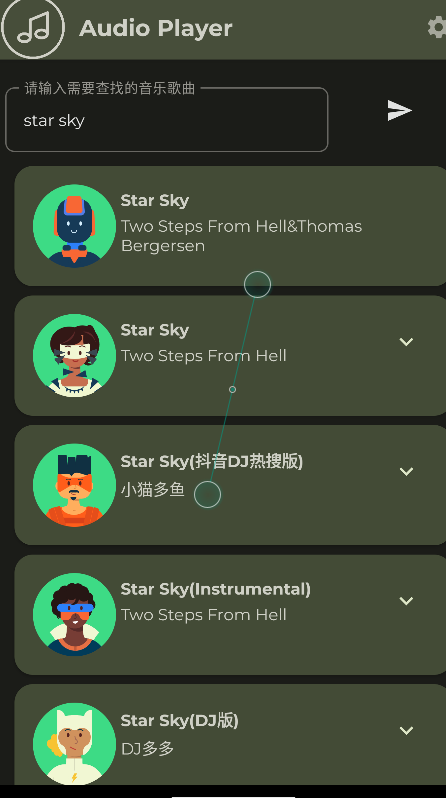 Audio Player
请输入需要查找的音乐歌曲
star sky
Star Sky
Two Steps From Hell&Thomas
Bergersen
Star Sky
Two Steps From Hell
Star Sky(抖音DJ热搜版)
小猫多鱼
Star Sky(Instrumental)
Two Steps From Hell
Star Sky(DJ版)
DJ多多